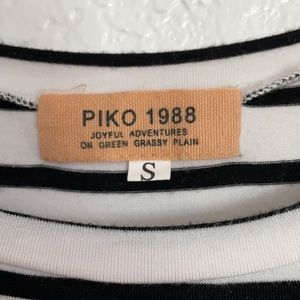 PIKO 1988
JOYFUL ADVENTURES
ON GREEN GRASSY PLAIN
S